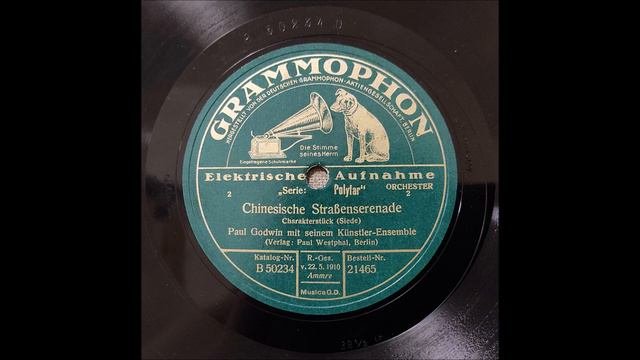 B 50234 D
GRAMMOPHON
HERGESTELLT VON DER DEUTSCHEN GRAMMOPHON-AKTIENGESELLSCHAFT, BERLIN
Die Stimme
seines Herrn
Eingetragene Schutzmarke
Elektrische Aufnahme
"Serie: Polyfar" ORCHESTER
2 2
Chinesische Straßenserenade
Charakterstück (Siede)
Paul Godwin mit seinem Künstler-Ensemble
(Verlag: Paul Westphal, Berlin)
Katalog-Nr. R.-Ges. Bestell-Nr.
B 50234 v. 22. 5. 1910 21465
Ammre
Musica G.D.